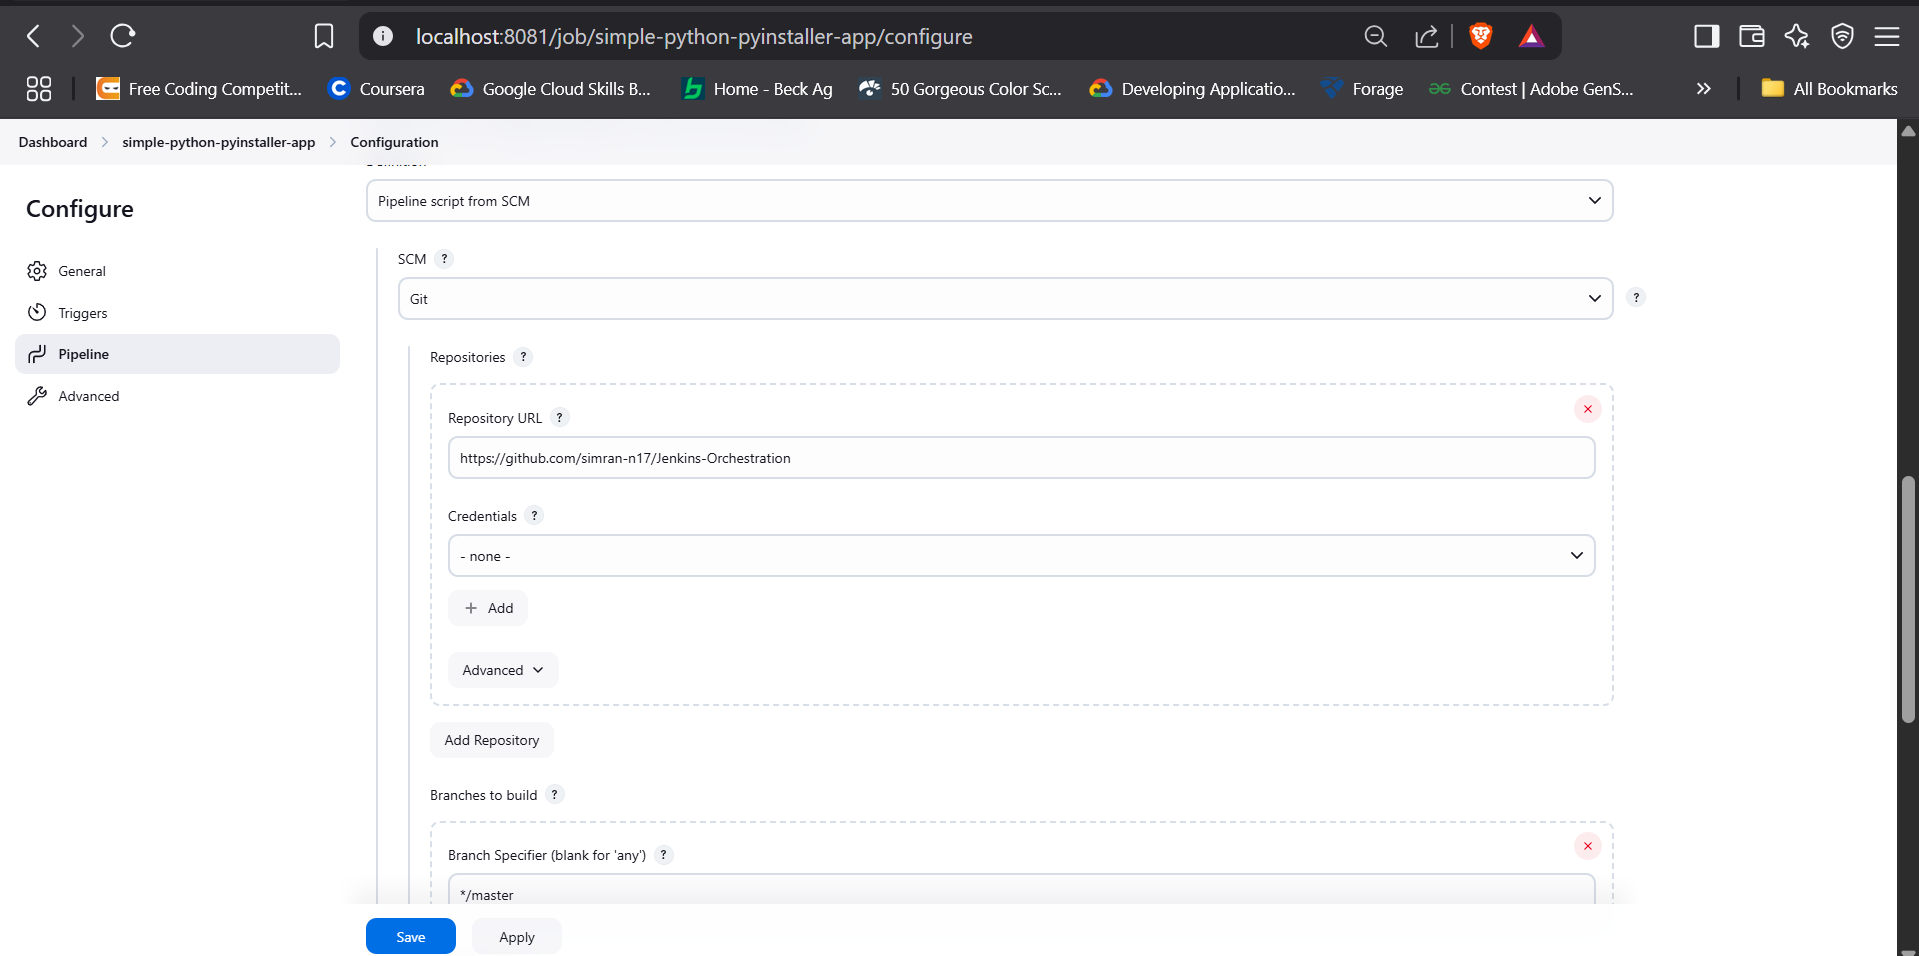 localhost:8081/job/simple-python-pyinstaller-app/configure
Free Coding Competit... Coursera Google Cloud Skills B... Home - Beck Ag 50 Gorgeous Color Sc... Developing Applicatio... Forage Contest | Adobe GenS... » All Bookmarks
Dashboard > simple-python-pyinstaller-app > Configuration
Configure
General
Triggers
Pipeline
Advanced
Definition
Pipeline script from SCM
SCM ?
Git
?
Repositories ?
Repository URL ?
https://github.com/simran-n17/Jenkins-Orchestration
Credentials ?
- none -
+ Add
Advanced
Add Repository
Branches to build ?
Branch Specifier (blank for 'any') ?
*/master
Save Apply